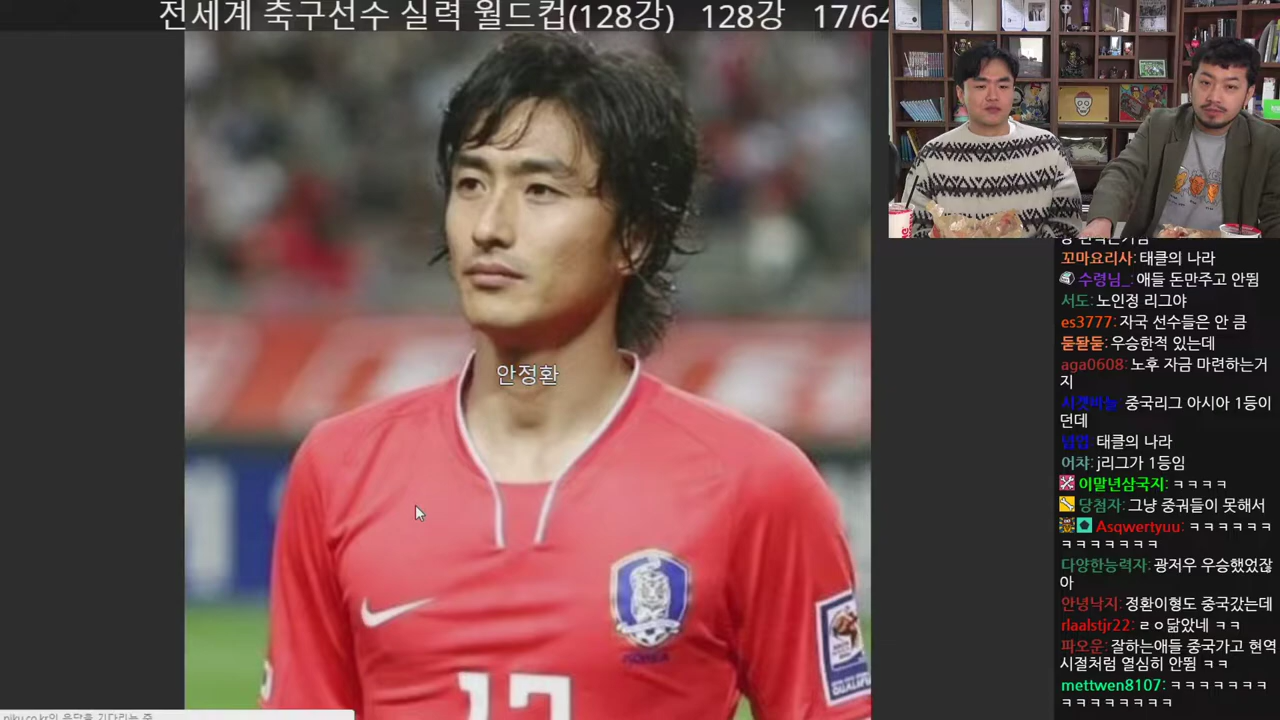 전세계 축구선수 실력 월드컵(128강) 128강 17/64
안정환
KOREA
17
꼬마요리사: 태클의 나라
수령님_: 애들 돈만주고 안뜀
서도: 노인정 리그야
es3777: 자국 선수들은 안 큼
둗돧둗: 우승한적 있는데
aga0608: 노후 자금 마련하는거
지
중국리그 아시아 1등이
던데
태클의 나라
어챠: j리그가 1등임
이말년삼국지: ㅋㅋㅋㅋ
당첨자: 그냥 중궈들이 못해서
Asqwertyuu: ㅋㅋㅋㅋㅋㅋ
ㅋㅋㅋㅋㅋㅋㅋ
다양한능력자: 광저우 우승했었잖
아
안녕낙지: 정환이형도 중국갔는데
rlaalstjr22: ㄹㅇ닮았네 ㅋㅋ
파오운: 잘하는애들 중국가고 현역
시절처럼 열심히 안뜀 ㅋㅋ
mettwen8107: ㅋㅋㅋㅋㅋㅋㅋ
ㅋㅋㅋㅋㅋㅋㅋㅋ